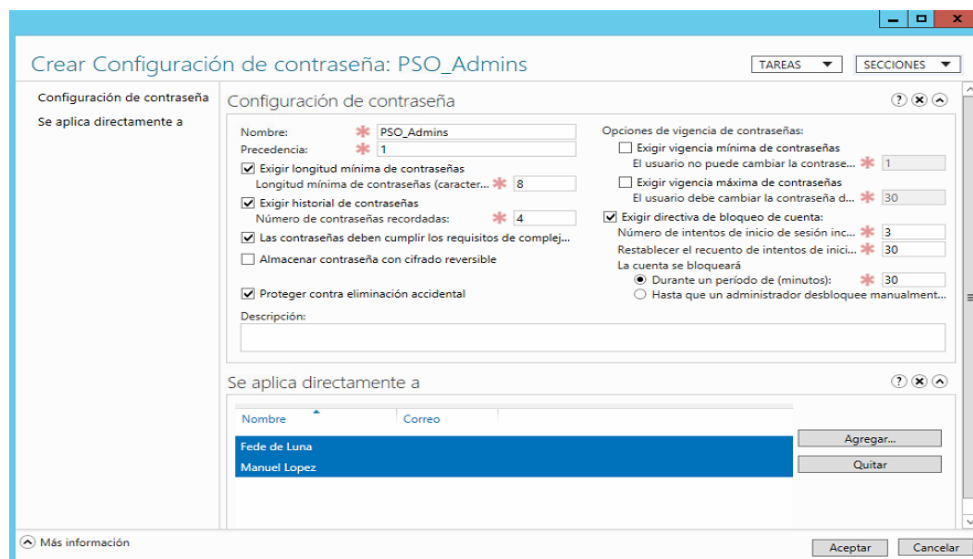 Crear Configuración de contraseña: PSO_Admins
TAREAS
SECCIONES
Configuración de contraseña
Se aplica directamente a
Configuración de contraseña
Nombre: * PSO_Admins
Precedencia: * 1
Exigir longitud mínima de contraseñas
Longitud mínima de contraseñas (caracter... * 8
Exigir historial de contraseñas
Número de contraseñas recordadas: * 4
Las contraseñas deben cumplir los requisitos de complej...
Almacenar contraseña con cifrado reversible
Proteger contra eliminación accidental
Descripción:
Opciones de vigencia de contraseñas:
Exigir vigencia mínima de contraseñas
El usuario no puede cambiar la contrase... * 1
Exigir vigencia máxima de contraseñas
El usuario debe cambiar la contraseña d... * 30
Exigir directiva de bloqueo de cuenta:
Número de intentos de inicio de sesión inc... * 3
Restablecer el recuento de intentos de inici... * 30
La cuenta se bloqueará
Durante un período de (minutos): * 30
Hasta que un administrador desbloquee manualment...
Se aplica directamente a
Nombre Correo
Fede de Luna
Manuel Lopez
Agregar...
Quitar
Más información
Aceptar
Cancelar